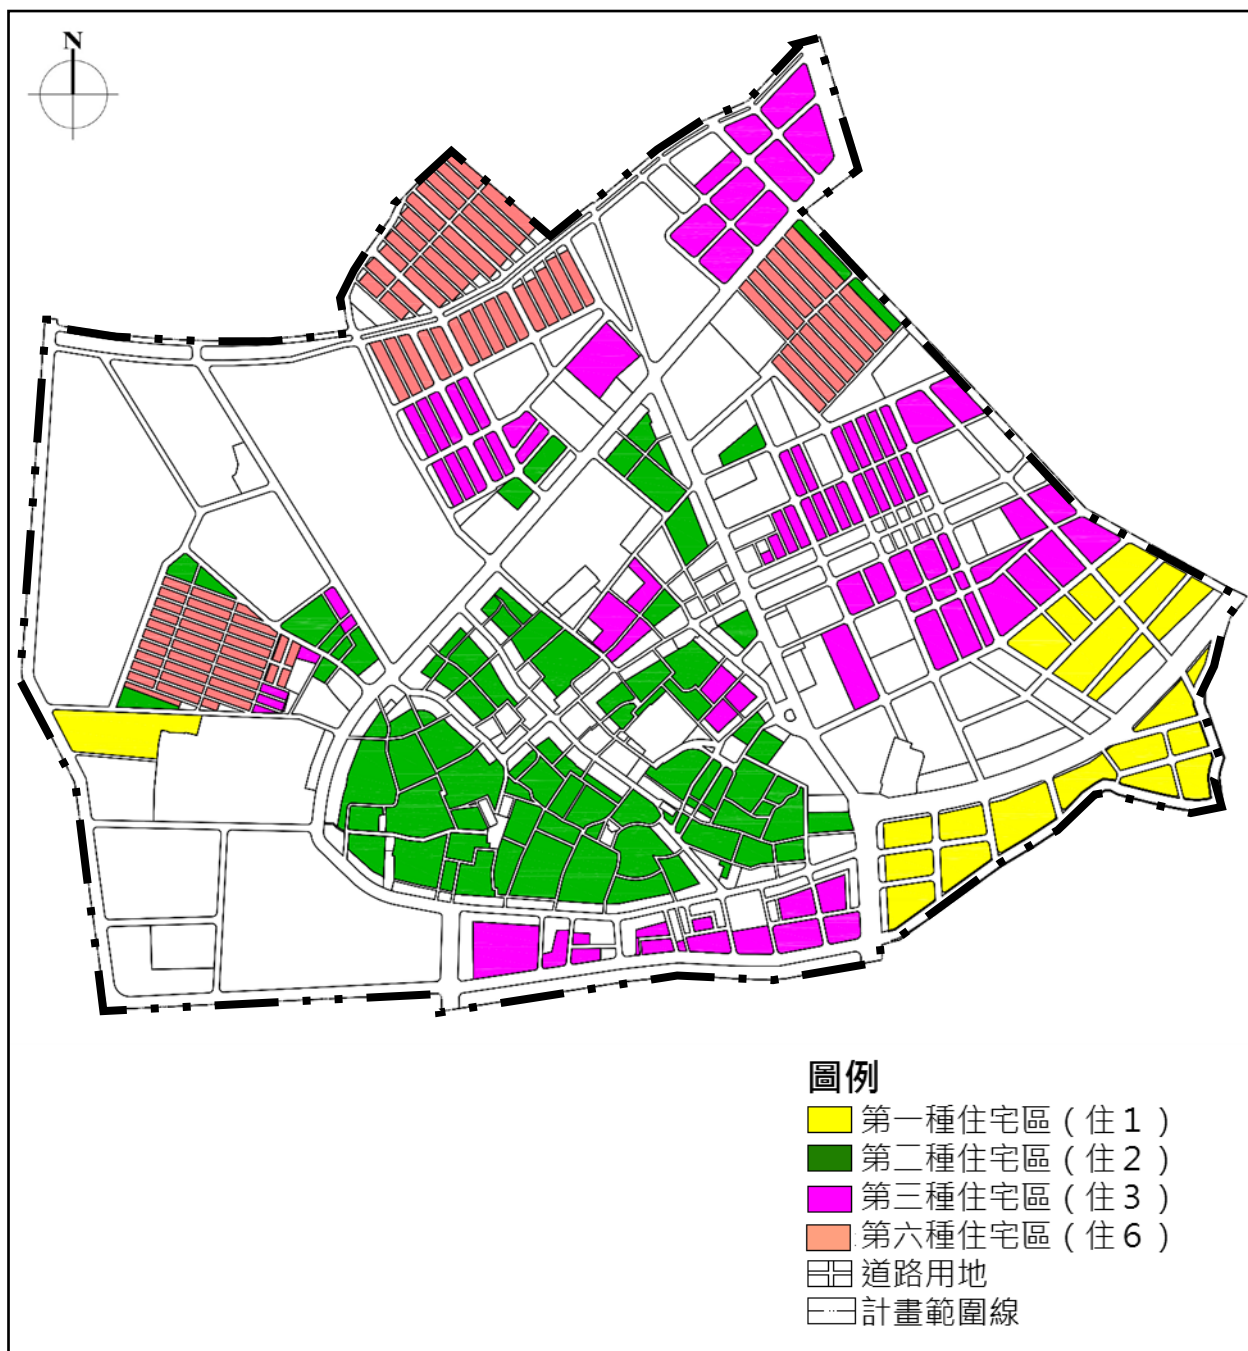 N
圖例
第一種住宅區（住１）
第二種住宅區（住２）
第三種住宅區（住３）
第六種住宅區（住６）
道路用地
計畫範圍線